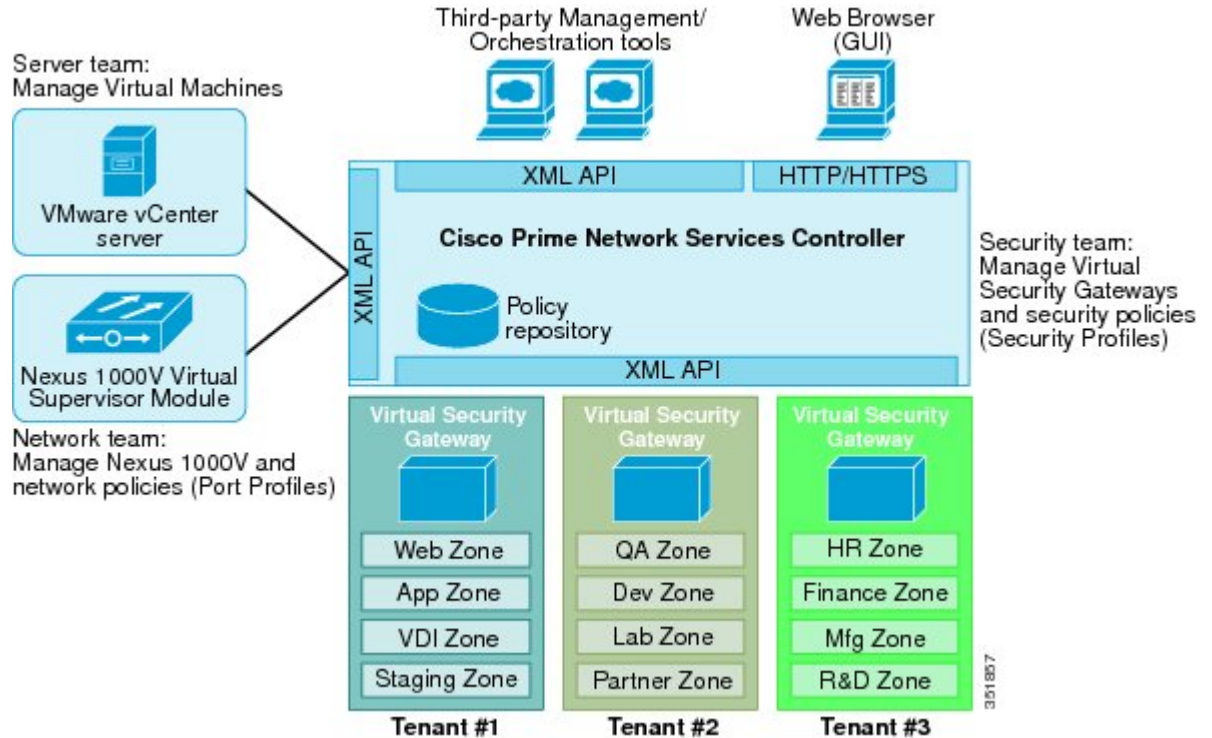 Third-party Management/
Orchestration tools
Web Browser
(GUI)
Server team:
Manage Virtual Machines
VMware vCenter
server
Nexus 1000V Virtual
Supervisor Module
Network team:
Manage Nexus 1000V and
network policies (Port Profiles)
XML API
HTTP/HTTPS
XML API
Cisco Prime Network Services Controller
Policy
repository
XML API
Security team:
Manage Virtual
Security Gateways
and security policies
(Security Profiles)
Virtual Security
Gateway
Web Zone
App Zone
VDI Zone
Staging Zone
Tenant #1
Virtual Security
Gateway
QA Zone
Dev Zone
Lab Zone
Partner Zone
Tenant #2
Virtual Security
Gateway
HR Zone
Finance Zone
Mfg Zone
R&D Zone
Tenant #3
351857